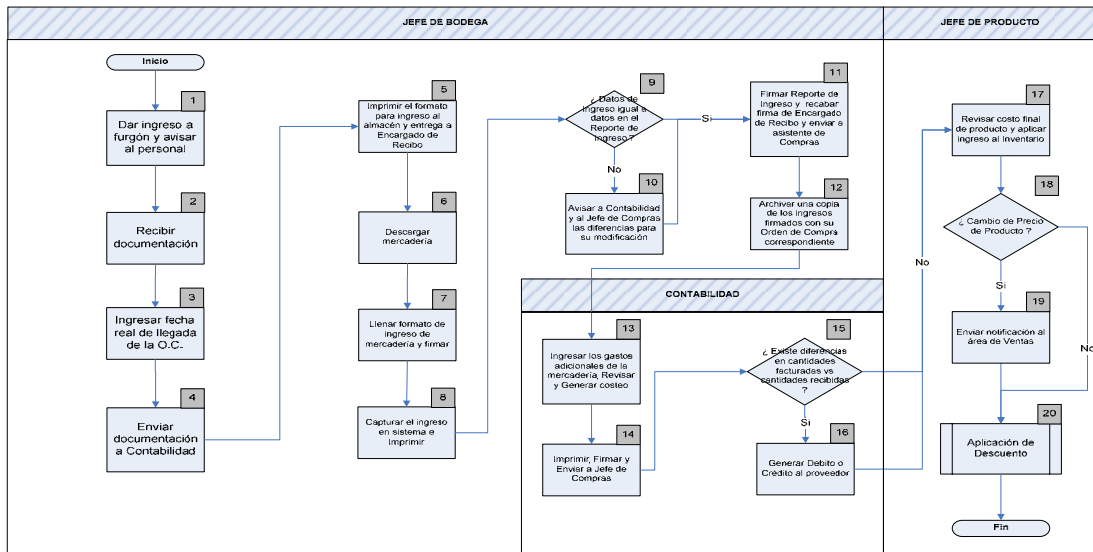 JEFE DE BODEGA
JEFE DE PRODUCTO
Inicio
1
Dar ingreso a
furgón y avisar
al personal
2
Recibir
documentación
3
Ingresar fecha
real de llegada
de la O.C.
4
Enviar
documentación
a Contabilidad
5
Imprimir el formato
para ingreso al
almacén y entrega a
Encargado de
Recibo
6
Descargar
mercadería
7
Llenar formato de
ingreso de
mercadería y firmar
8
Capturar el ingreso
en sistema e
Imprimir
9
¿ Datos de
Ingreso igual a
datos en el
Reporte de
Ingreso ?
Si
No
10
Avisar a Contabilidad
y al Jefe de Compras
las diferencias para
su modificación
11
Firmar Reporte de
Ingreso y recabar
firma de Encargado
de Recibo y enviar a
asistente de
Compras
12
Archivar una copia
de los ingresos
firmados con su
Orden de Compra
correspondiente
CONTABILIDAD
13
Ingresar los gastos
adicionales de la
mercadería, Revisar
y Generar costeo
14
Imprimir, Firmar y
Enviar a Jefe de
Compras
15
¿ Existe diferencias
en cantidades
facturadas vs
cantidades recibidas
?
Si
No
16
Generar Debito o
Crédito al proveedor
17
Revisar costo final
de producto y aplicar
ingreso al Inventario
18
¿ Cambio de Precio
de Producto ?
Si
No
19
Enviar notificación al
área de Ventas
20
Aplicación de
Descuento
Fin